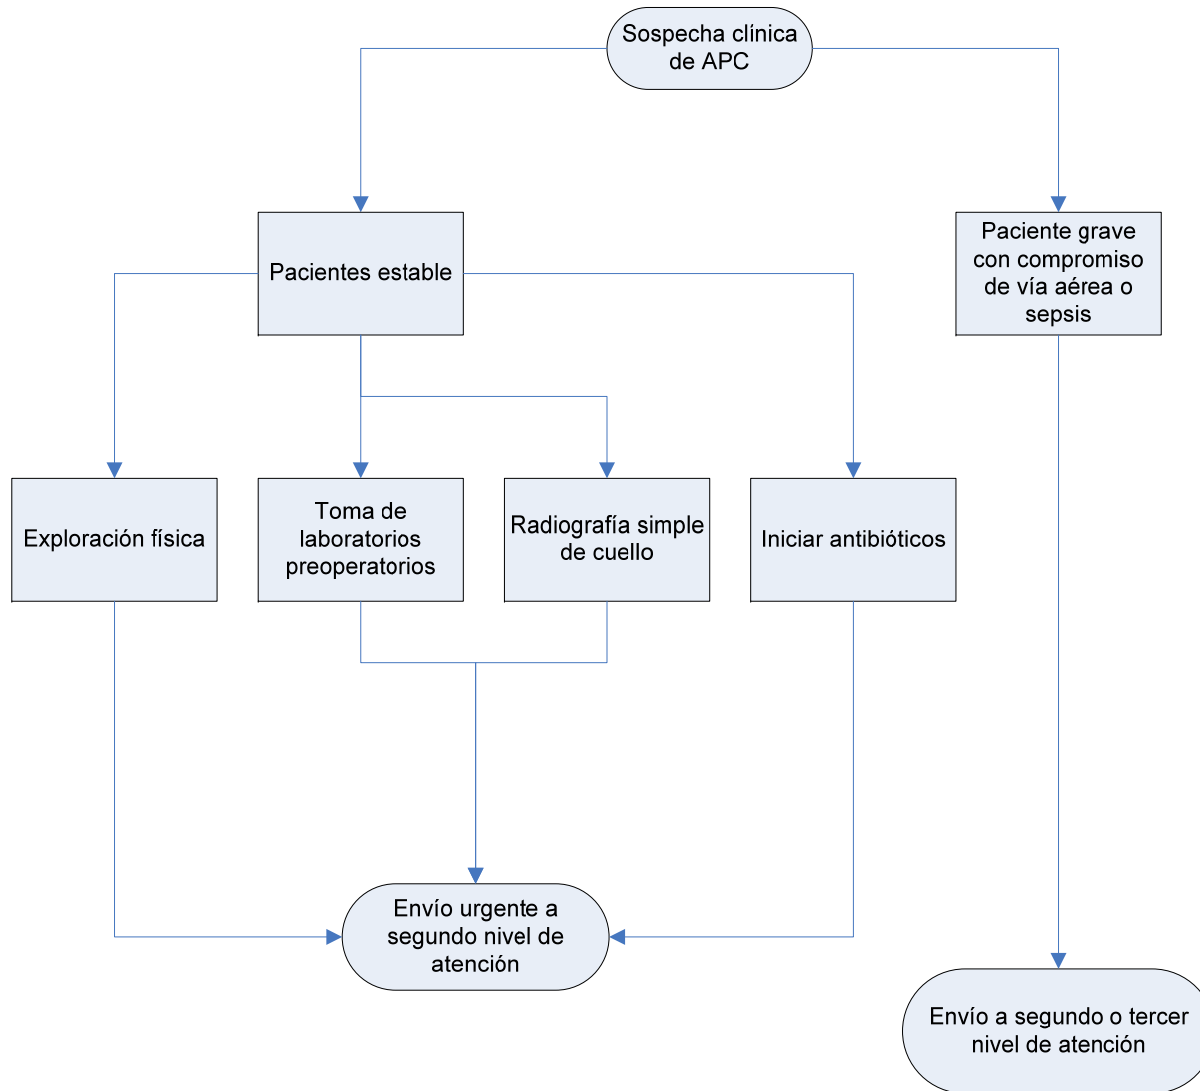 Sospecha clínica
de APC
Pacientes estable
Paciente grave
con compromiso
de vía aérea o
sepsis
Exploración física
Toma de
laboratorios
preoperatorios
Radiografía simple
de cuello
Iniciar antibióticos
Envío urgente a
segundo nivel de
atención
Envío a segundo o tercer
nivel de atención